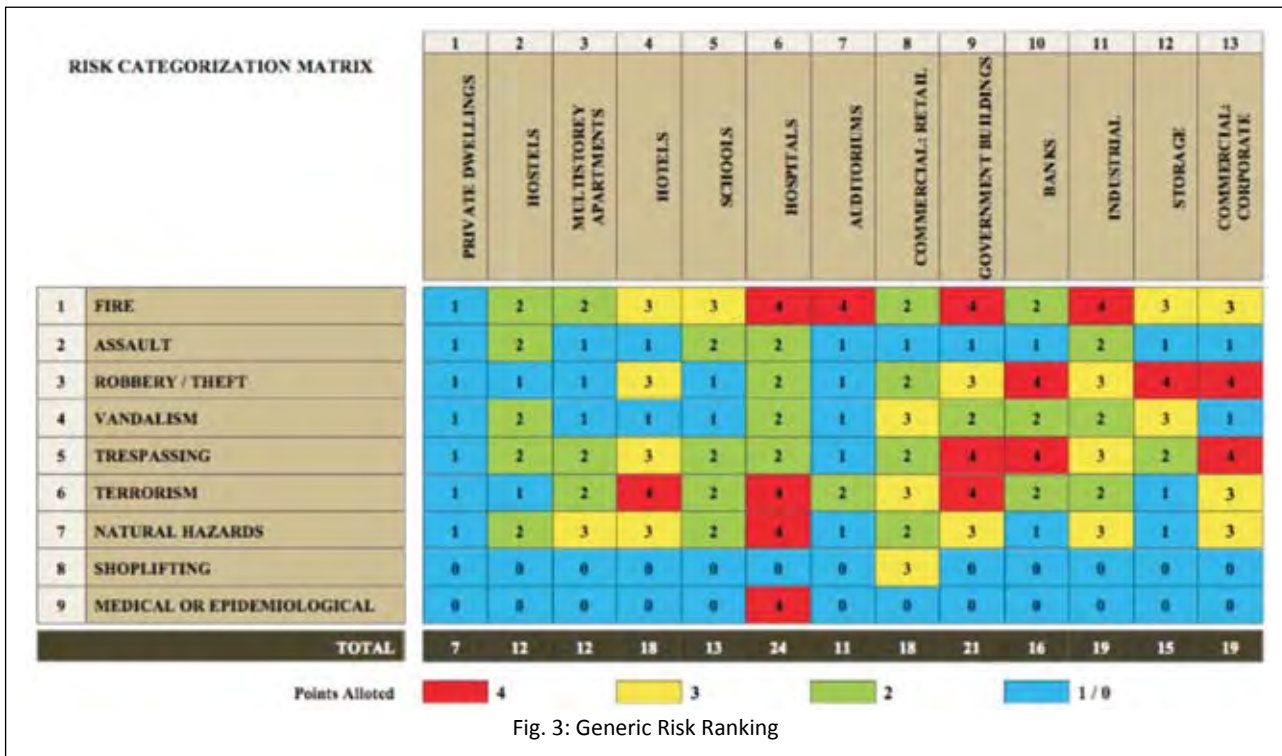 RISK CATEGORIZATION MATRIX
1 2 3 4 5 6 7 8 9 10 11 12 13
PRIVATE DWELLINGS
HOSTELS
MULTISTOREY
APARTMENTS
HOTELS
SCHOOLS
HOSPITALS
AUDITORIUMS
COMMERCIAL: RETAIL
GOVERNMENT BUILDINGS
BANKS
INDUSTRIAL
STORAGE
COMMERCIAL:
CORPORATE
1 FIRE 1 2 2 3 3 4 4 2 4 2 4 3 3
2 ASSAULT 1 2 1 1 2 2 1 1 1 1 2 1 1
3 ROBBERY / THEFT 1 1 1 3 1 2 1 2 3 4 3 4 4
4 VANDALISM 1 2 1 1 1 2 1 3 2 2 2 3 1
5 TRESPASSING 1 2 2 3 2 2 1 2 4 4 3 2 4
6 TERRORISM 1 1 2 4 2 4 2 3 4 2 2 1 3
7 NATURAL HAZARDS 1 2 3 3 2 4 1 2 3 1 3 1 3
8 SHOPLIFTING 0 0 0 0 0 0 0 3 0 0 0 0 0
9 MEDICAL OR EPIDEMIOLOGICAL 0 0 0 0 0 4 0 0 0 0 0 0 0
TOTAL 7 12 12 18 13 24 11 18 21 16 19 15 19
Points Alloted 4 3 2 1 / 0
Fig. 3: Generic Risk Ranking